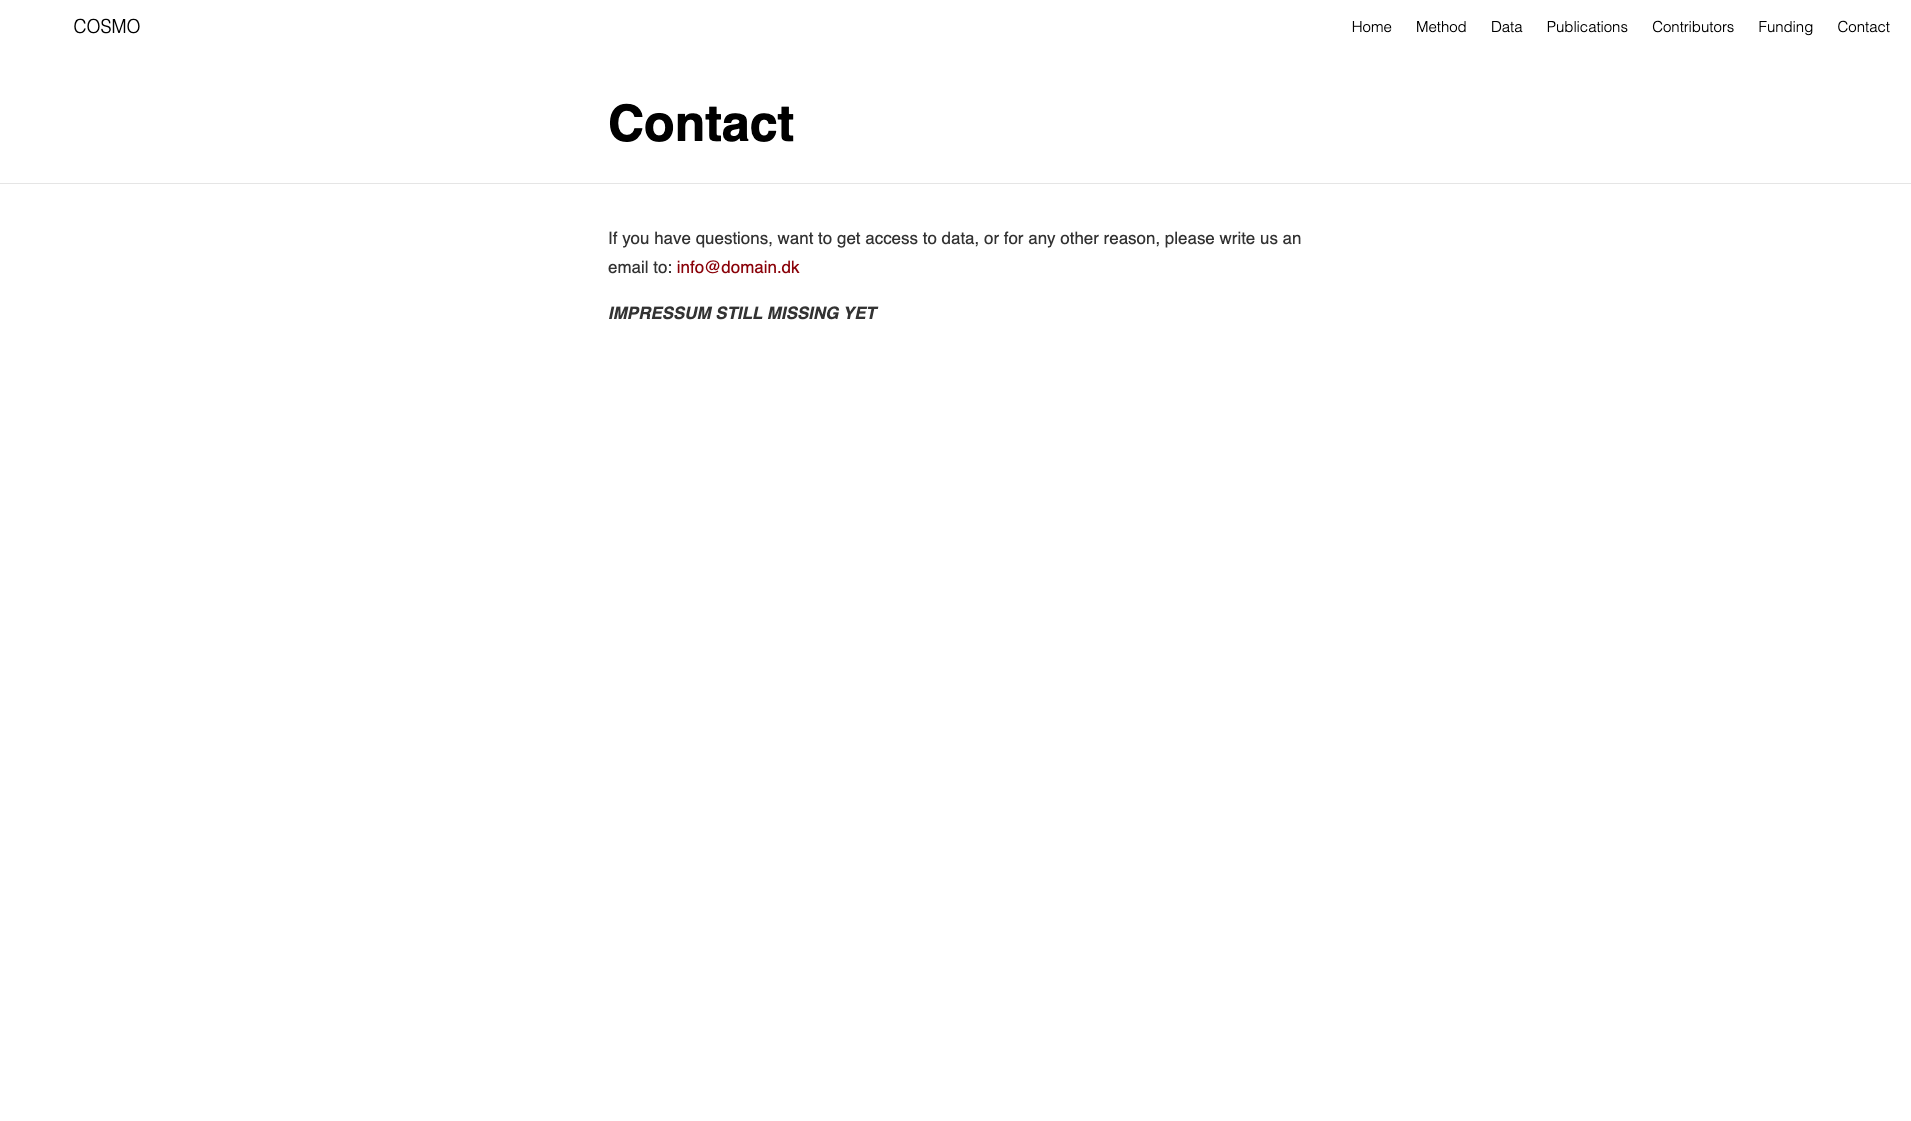 COSMO
Home Method Data Publications Contributors Funding Contact
Contact
If you have questions, want to get access to data, or for any other reason, please write us an
email to: info@domain.dk
IMPRESSUM STILL MISSING YET